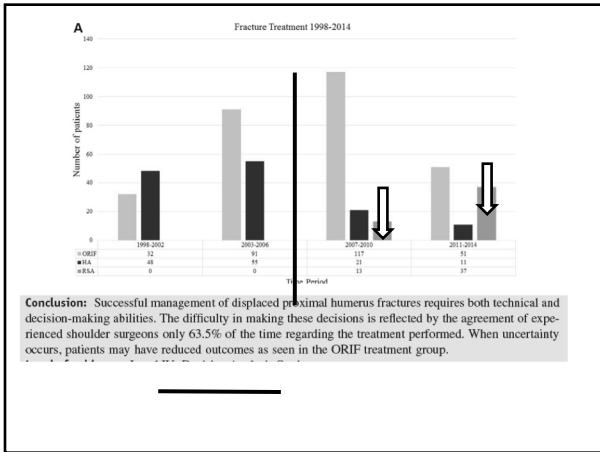 A
Fracture Treatment 1998-2014
140
120
100
80
60
40
20
0
Number of patients
1998-2002 2003-2006 2007-2010 2011-2014
ORIF 32 91 117 51
HA 48 55 21 11
RSA 0 0 13 37
Time Period
Conclusion: Successful management of displaced proximal humerus fractures requires both technical and
decision-making abilities. The difficulty in making these decisions is reflected by the agreement of expe-
rienced shoulder surgeons only 63.5% of the time regarding the treatment performed. When uncertainty
occurs, patients may have reduced outcomes as seen in the ORIF treatment group.